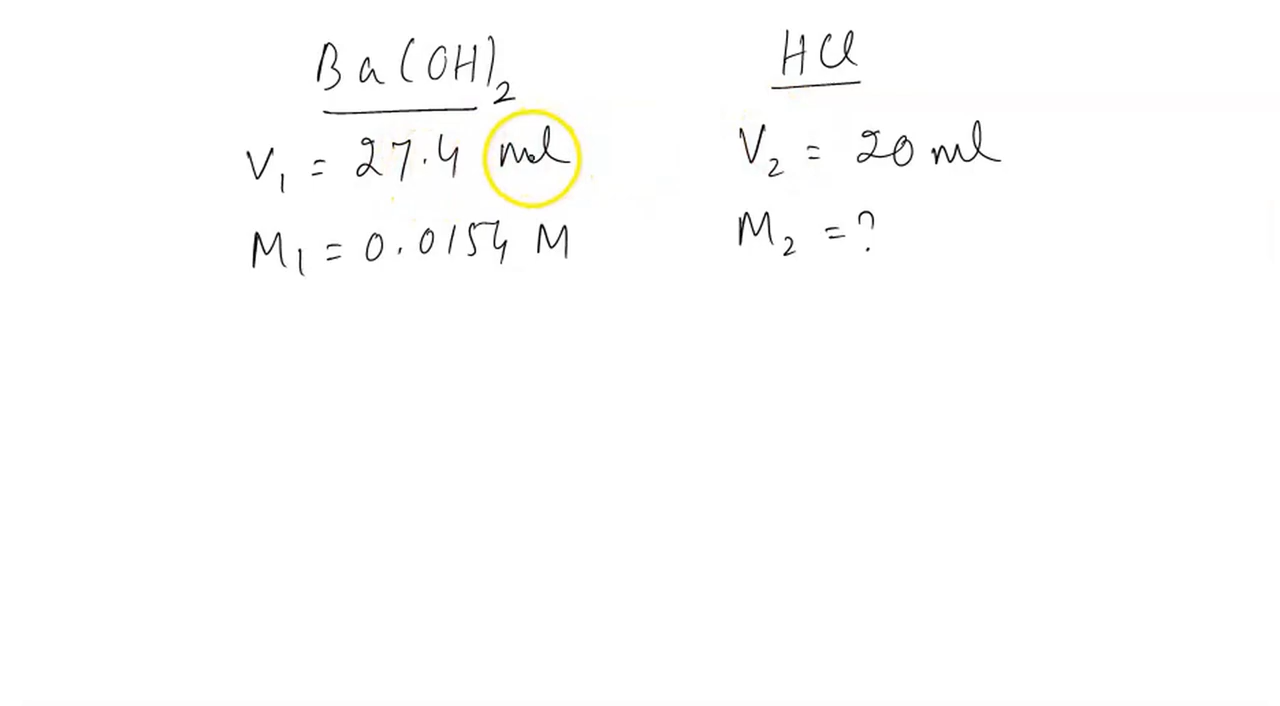 Ba(OH)2
HCl
V1 = 27.4 ml
V2 = 20 ml
M1 = 0.0154 M
M2 = ?